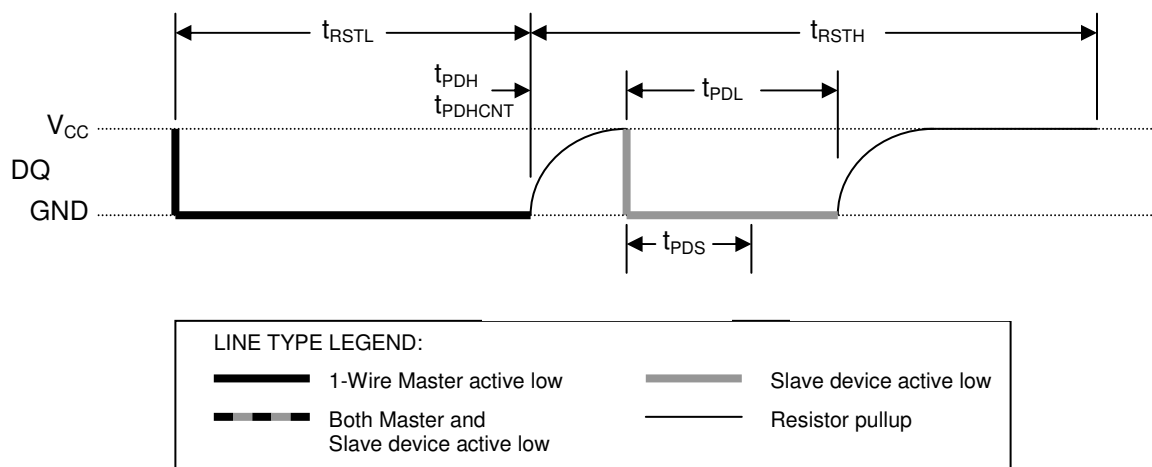 tRSTL
tRSTH
tPDH
tPDHCNT
tPDL
VCC
DQ
GND
tPDS
LINE TYPE LEGEND:
1-Wire Master active low
Slave device active low
Both Master and
Slave device active low
Resistor pullup